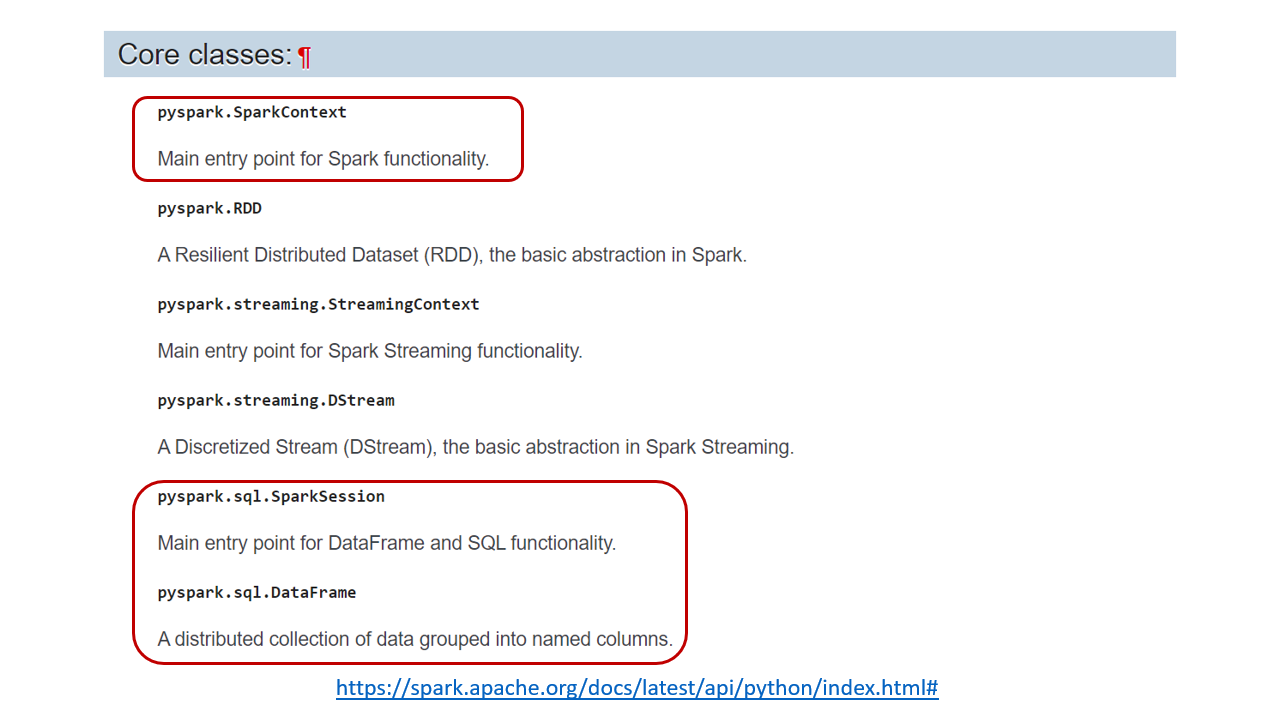 Core classes: ¶
pyspark.SparkContext
Main entry point for Spark functionality.
pyspark.RDD
A Resilient Distributed Dataset (RDD), the basic abstraction in Spark.
pyspark.streaming.StreamingContext
Main entry point for Spark Streaming functionality.
pyspark.streaming.DStream
A Discretized Stream (DStream), the basic abstraction in Spark Streaming.
pyspark.sql.SparkSession
Main entry point for DataFrame and SQL functionality.
pyspark.sql.DataFrame
A distributed collection of data grouped into named columns.
https://spark.apache.org/docs/latest/api/python/index.html#